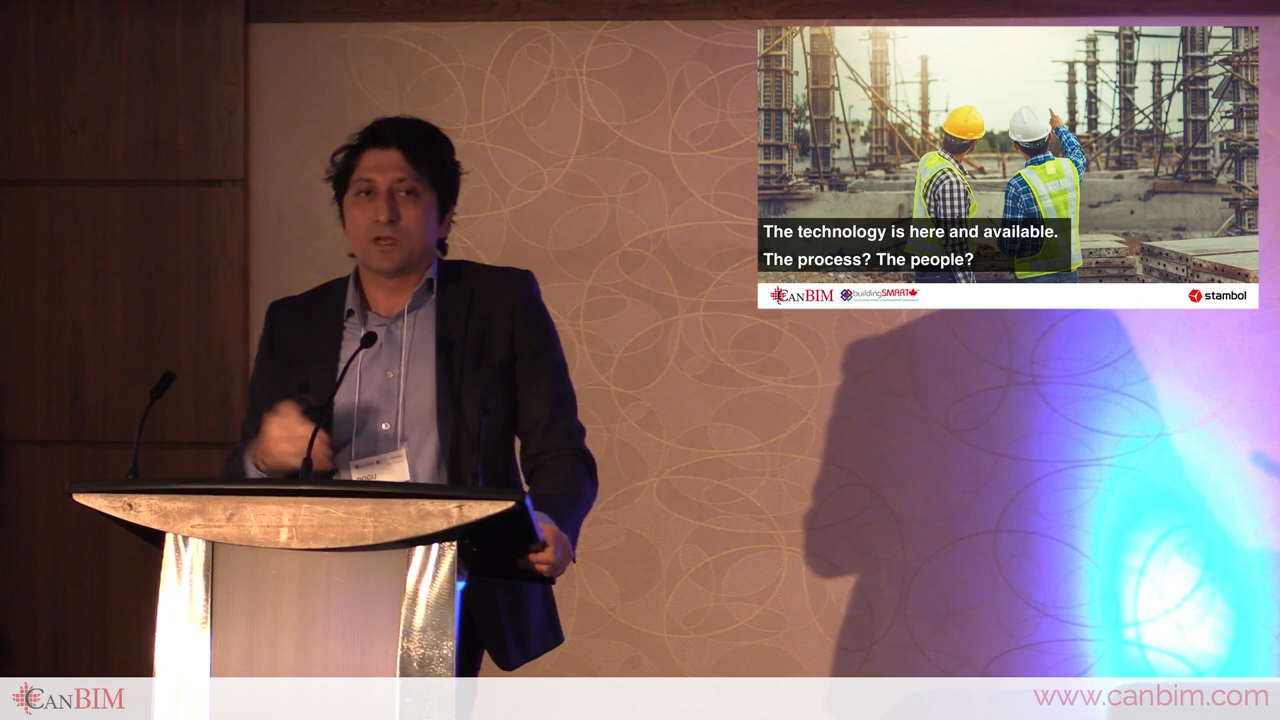 The technology is here and available.
The process? The people?
CANBIM
buildingSMART
stambol
CANBIM
www.canbim.com